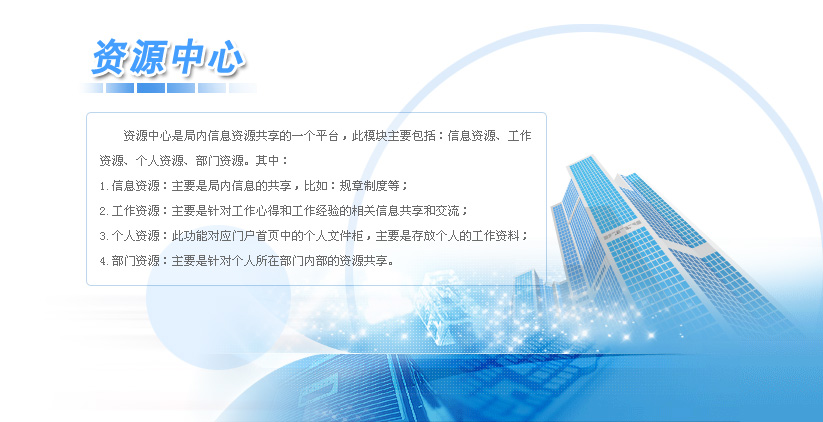 资源中心
资源中心是局内信息资源共享的一个平台，此模块主要包括：信息资源、工作
资源、个人资源、部门资源。其中：
1.信息资源：主要是局内信息的共享，比如：规章制度等；
2.工作资源：主要是针对工作心得和工作经验的相关信息共享和交流；
3.个人资源：此功能对应门户首页中的个人文件柜，主要是存放个人的工作资料；
4.部门资源：主要是针对个人所在部门内部的资源共享。